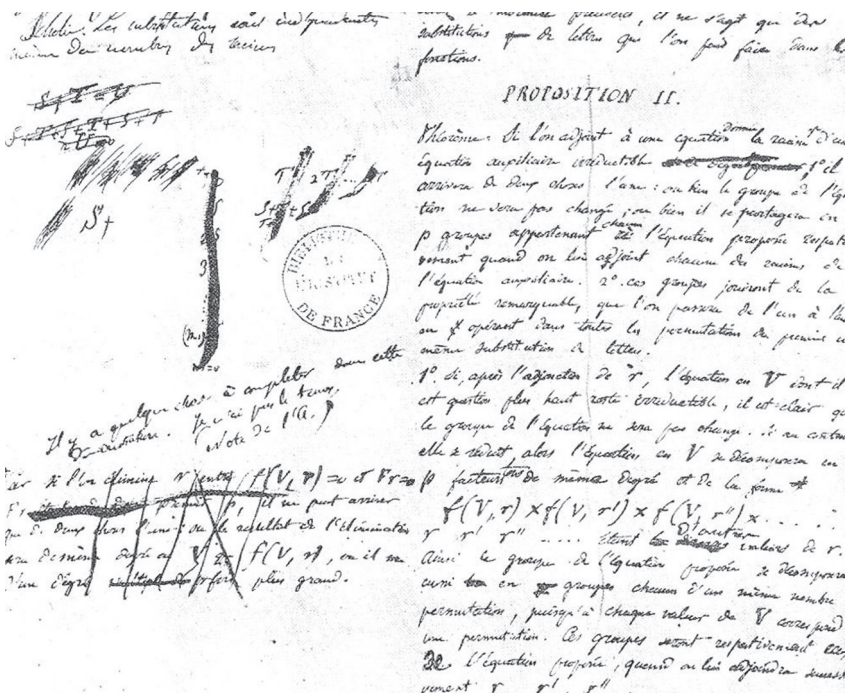 Les substitutions sont indépendantes
même du nombre des racines
Il y a quelque chose à compléter dans cette
démonstration. Je n'ai pas le temps.
(Note de l'A.)
si l'on élimine r entre f(V, r) = 0 et Fr = 0
premier p, il ne peut arriver
que de deux choses l'une : ou le résultat de l'élimination
sera de même degré en V que f(V, r), ou il sera
d'un degré p fois plus grand.
BIBLIOTHÈQUE
DE
L'INSTITUT
DE FRANCE
il ne s'agit que des
substitutions de lettres que l'on peut faire dans les
fonctions.
PROPOSITION II.
Théorème. Si l'on adjoint à une équation donnée la racine r d'une
équation auxiliaire irréductible 1° il
arrivera de deux choses l'une : ou bien le groupe de l'équa
tion ne sera pas changé ; ou bien il se partagera en
p groupes appartenant chacun à l'équation proposée respecti
vement quand on lui adjoint chacune des racines de
l'équation auxiliaire. 2° ces groupes jouiront de la
propriété remarquable, que l'on passera de l'un à l'autre
en opérant dans toutes les permutations du premier une
même substitution de lettres.
1° Si, après l'adjonction de r, l'équation en V dont il
est question plus haut reste irréductible, il est clair que
le groupe de l'équation ne sera pas changé. Si au contraire
elle se réduit, alors l'équation en V se décomposera en
p facteurs tous de même degré et de la forme
f(V, r) × f(V, r') × f(V, r'') × . . . . .
r r' r'' .... étant d'autres valeurs de r.
Ainsi le groupe de l'équation proposée se décomposera
aussi en groupes chacun d'un même nombre
permutation, puisqu'à chaque valeur de V correspond
une permutation. Ces groupes seront respectivement ceux
de l'équation proposée, quand on lui adjoindra successi
vement r r' r''